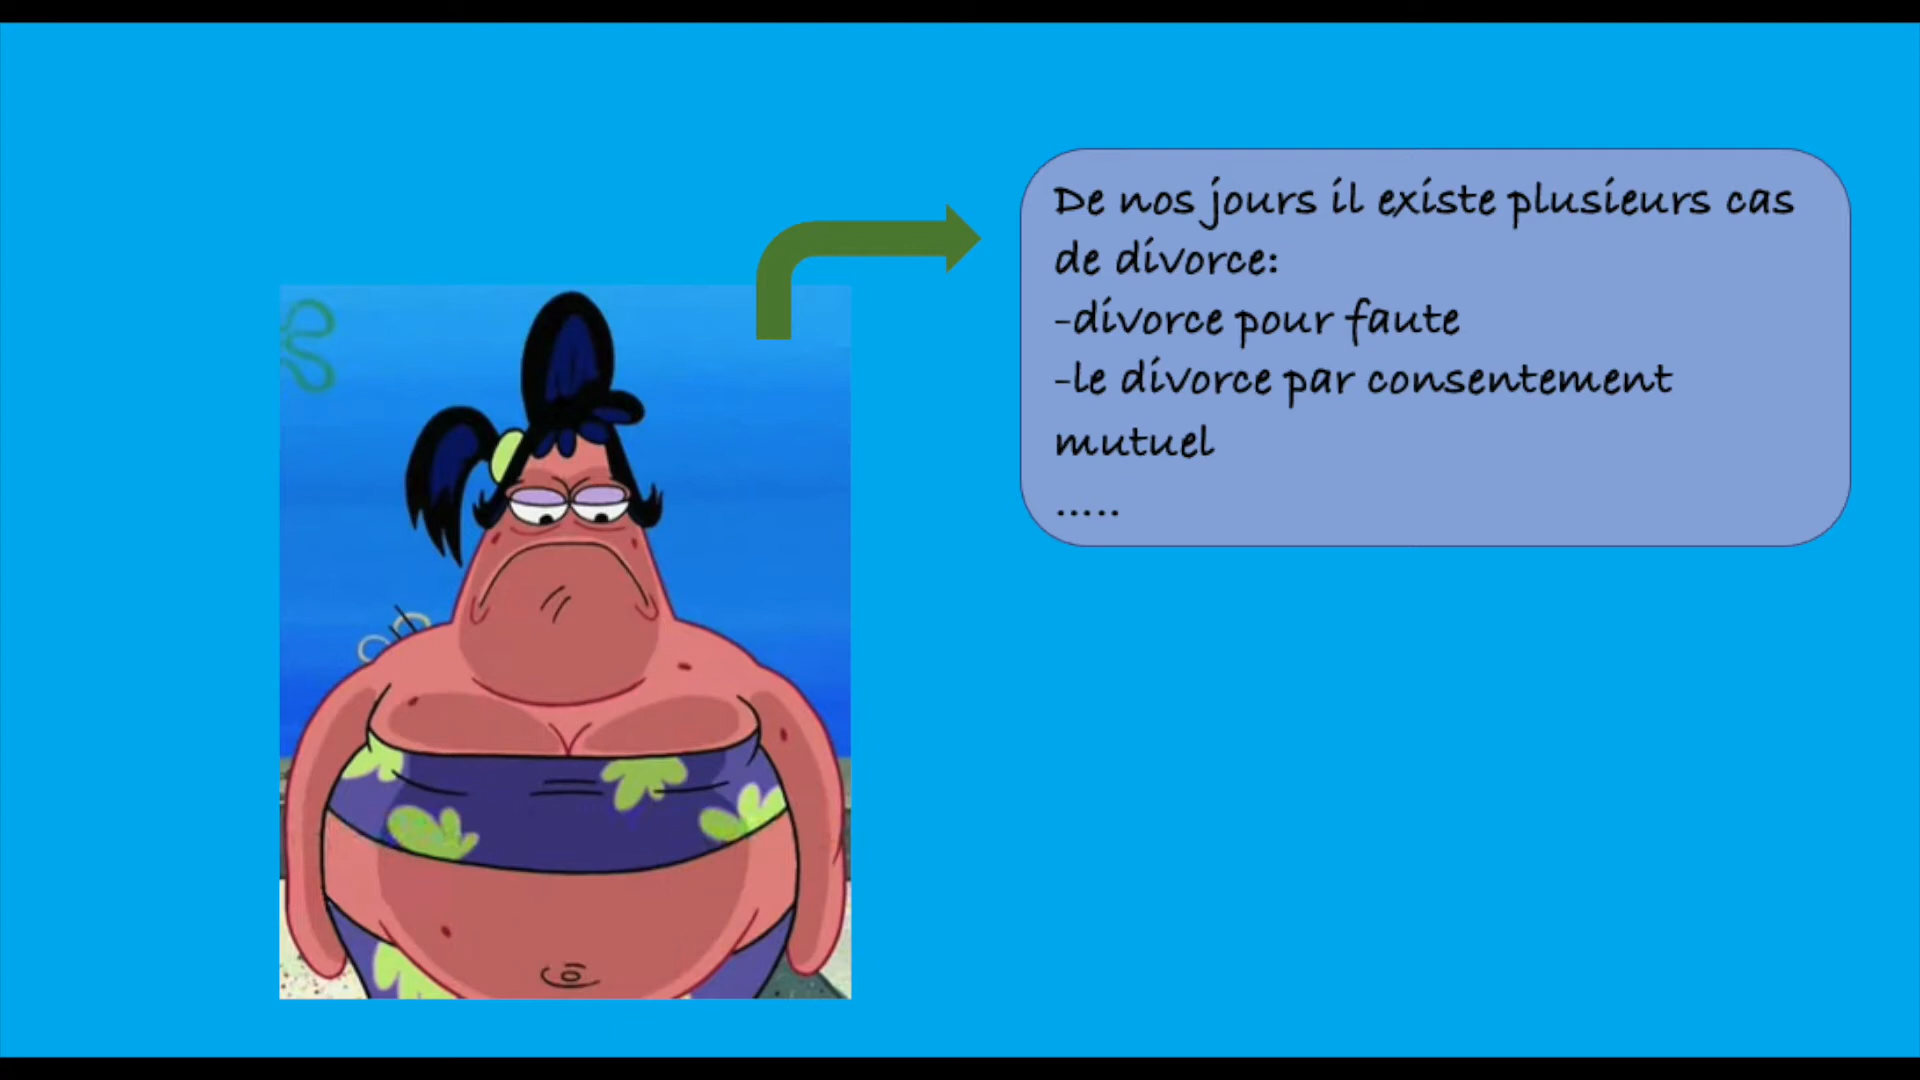 De nos jours il existe plusieurs cas
de divorce:
-divorce pour faute
-le divorce par consentement
mutuel
.....